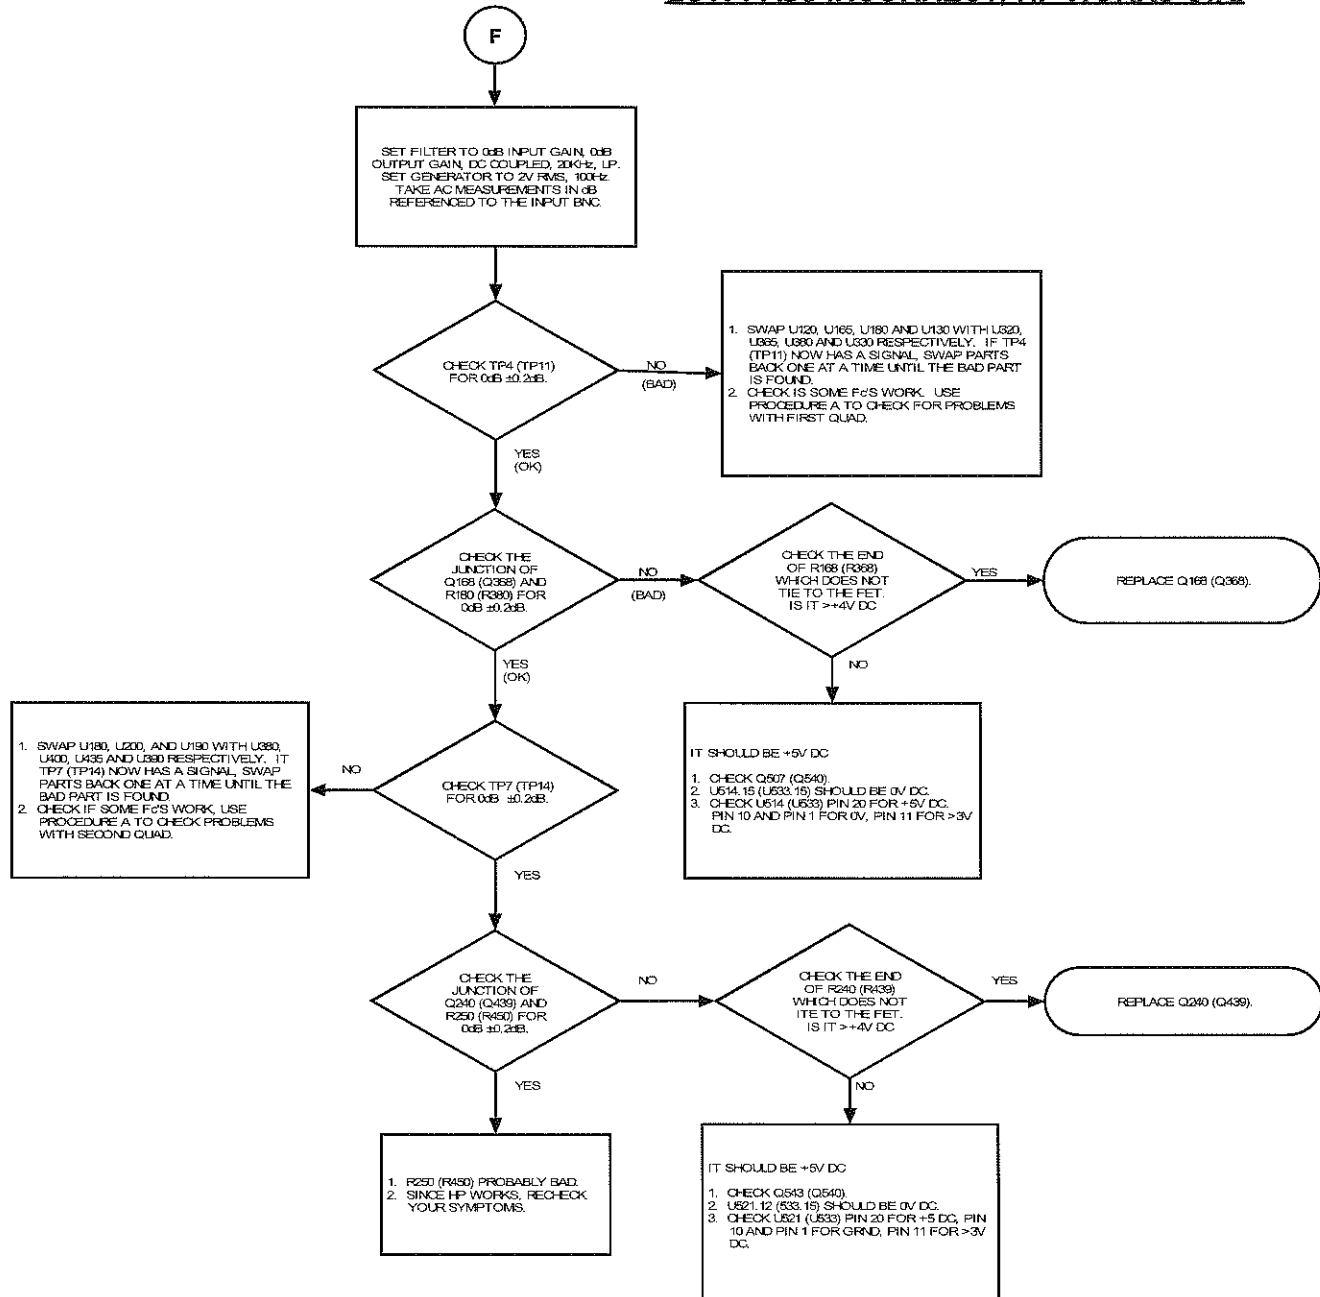 F
SET FILTER TO 0dB INPUT GAIN, 0dB
OUTPUT GAIN, DC COUPLED, 20KHz, LP.
SET GENERATOR TO 2V RMS, 100Hz.
TAKE AC MEASUREMENTS IN dB
REFERENCED TO THE INPUT BNC.
CHECK TP4 (TP11)
FOR 0dB ±0.2dB.
NO
(BAD)
1. SWAP U120, U165, U180 AND U130 WITH U320,
U365, U380 AND U330 RESPECTIVELY. IF TP4
(TP11) NOW HAS A SIGNAL, SWAP PARTS
BACK ONE AT A TIME UNTIL THE BAD PART
IS FOUND.
2. CHECK IS SOME Fc'S WORK. USE
PROCEDURE A TO CHECK FOR PROBLEMS
WITH FIRST QUAD.
YES
(OK)
CHECK THE
JUNCTION OF
Q168 (Q368) AND
R180 (R380) FOR
0dB ±0.2dB.
NO
(BAD)
CHECK THE END
OF R168 (R368)
WHICH DOES NOT
TIE TO THE FET.
IS IT >+4V DC
YES
REPLACE Q168 (Q368).
YES
(OK)
NO
1. SWAP U180, U200, AND U190 WITH U380,
U400, U435 AND U390 RESPECTIVELY. IT
TP7 (TP14) NOW HAS A SIGNAL, SWAP
PARTS BACK ONE AT A TIME UNTIL THE
BAD PART IS FOUND.
2. CHECK IF SOME Fc'S WORK, USE
PROCEDURE A TO CHECK PROBLEMS
WITH SECOND QUAD.
NO
CHECK TP7 (TP14)
FOR 0dB ±0.2dB.
IT SHOULD BE +5V DC
1. CHECK Q507 (Q540).
2. U514.15 (U533.15) SHOULD BE 0V DC.
3. CHECK U514 (U533) PIN 20 FOR +5V DC.
PIN 10 AND PIN 1 FOR 0V, PIN 11 FOR >3V
DC.
YES
CHECK THE
JUNCTION OF
Q240 (Q439) AND
R250 (R450) FOR
0dB ±0.2dB.
NO
CHECK THE END
OF R240 (R439)
WHICH DOES NOT
ITE TO THE FET.
IS IT >+4V DC
YES
REPLACE Q240 (Q439).
YES
NO
1. R250 (R450) PROBABLY BAD.
2. SINCE HP WORKS, RECHECK
YOUR SYMPTOMS.
IT SHOULD BE +5V DC
1. CHECK Q543 (Q540).
2. U521.12 (533.15) SHOULD BE 0V DC.
3. CHECK U521 (U533) PIN 20 FOR +5 DC, PIN
10 AND PIN 1 FOR GRND, PIN 11 FOR >3V
DC.